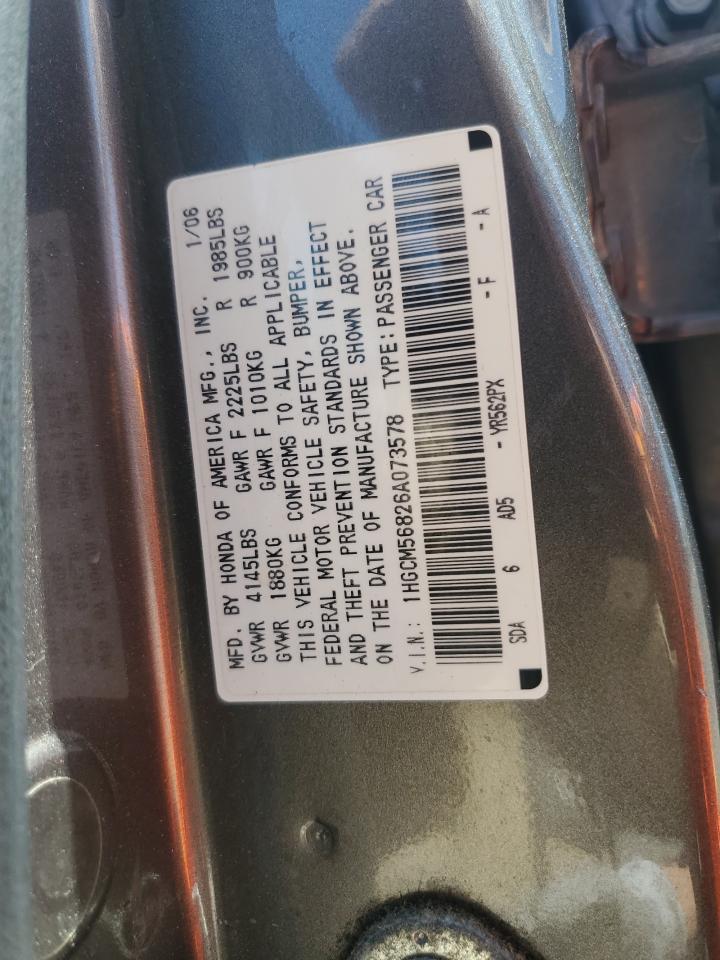 MFD. BY HONDA OF AMERICA MFG., INC. 1/06
GVWR 4145LBS GAWR F 2225LBS R 1985LBS
GVWR 1880KG GAWR F 1010KG R 900KG
THIS VEHICLE CONFORMS TO ALL APPLICABLE
FEDERAL MOTOR VEHICLE SAFETY, BUMPER,
AND THEFT PREVENTION STANDARDS IN EFFECT
ON THE DATE OF MANUFACTURE SHOWN ABOVE.
V.I.N.: 1HGCM56826A073578 TYPE: PASSENGER CAR
SDA 6 AD5 - YR562PX - F - A